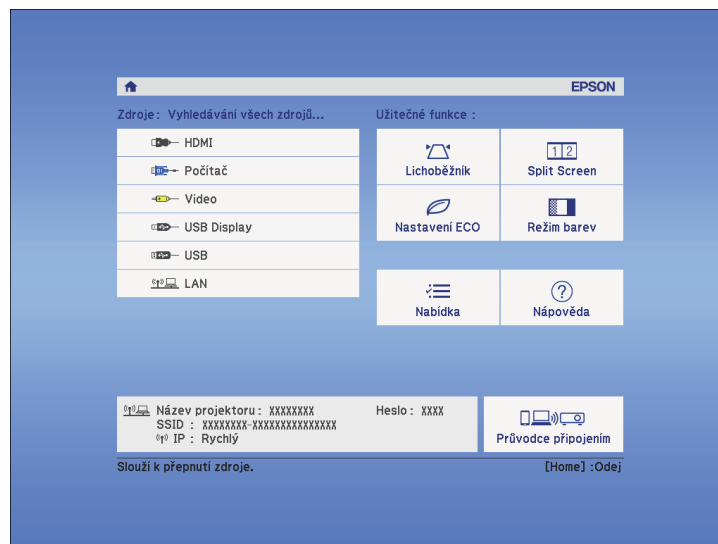 EPSON
Zdroje : Vyhledávání všech zdrojů...
HDMI
Počítač
Video
USB Display
USB
LAN
Užitečné funkce :
Lichoběžník
1 2
Split Screen
Nastavení ECO
Režim barev
Nabídka
?
Nápověda
Název projektoru : XXXXXXXX
Heslo : XXXX
SSID : XXXXXXXX-XXXXXXXXXXXXXXX
IP : Rychlý
Průvodce připojením
Slouží k přepnutí zdroje.
[Home] :Odej